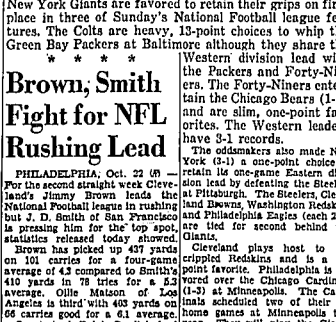 New York Giants are favored to retain their grips on fir
place in three of Sunday's National Football league f
tures. The Colts are heavy, 13-point choices to whip t
Green Bay Packers at Baltimore although they share t
* * * *
Brown, Smith
Fight for NFL
Rushing Lead
PHILADELPHIA, Oct. 22 (AP) —
For the second straight week Cleve-
land's Jimmy Brown leads the
National Football league in rushing
but J. D. Smith of San Francisco
is pressing him for the top spot,
statistics released today showed.
Brown has picked up 437 yards
on 101 carries for a four-game
average of 4.3 compared to Smith's
410 yards in 78 tries for a 5.3
average. Ollie Matson of Los
Angeles is third with 403 yards on
66 carries good for a 6.1 average.
Western division lead wi
the Packers and Forty-Ni
ers. The Forty-Niners ente
tain the Chicago Bears (1-
and are slim, one-point fa
orites. The Western leade
have 3-1 records.
The oddsmakers also made N
York (3-1) a one-point choice
retain its one-game Eastern di
sion lead by defeating the Steel
at Pittsburgh. The Steelers, Cle
land Browns, Washington Redsk
and Philadelphia Eagles (each 2
are tied for second behind
Giants.
Cleveland plays host to
crippled Redskins and is a
point favorite. Philadelphia is
vored over the Chicago Cardin
(1-3) at Minneapolis. The Ca
inals scheduled two of their
home games at Minneapolis